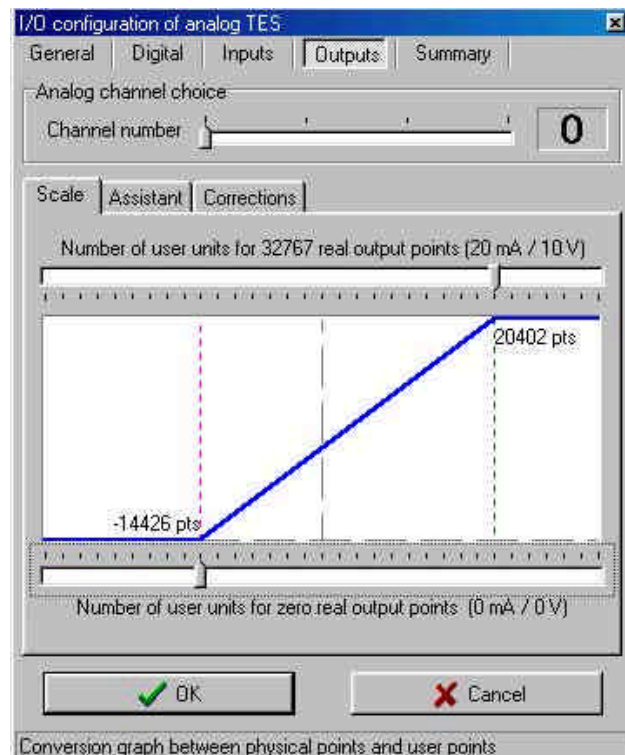 I/O configuration of analog TES
General Digital Inputs Outputs Summary
Analog channel choice
Channel number 0
Scale Assistant Corrections
Number of user units for 32767 real output points (20 mA / 10 V)
20402 pts
-14426 pts
Number of user units for zero real output points (0 mA / 0 V)
OK Cancel
Conversion graph between physical points and user points